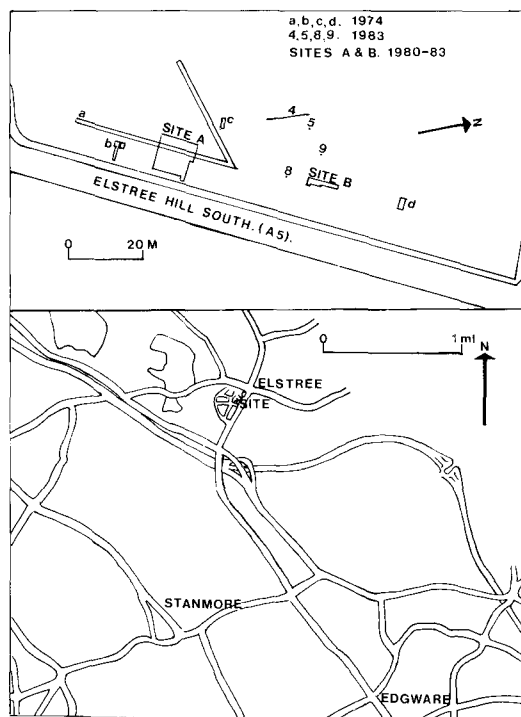 a,b,c,d. 1974
4,5,8,9. 1983
SITES A & B. 1980-83
a
b
SITE A
c
4
5
9
8
SITE B
d
N
ELSTREE HILL SOUTH. (A5).
0 20 M
0 1 ml
N
ELSTREE
SITE
STANMORE
EDGWARE